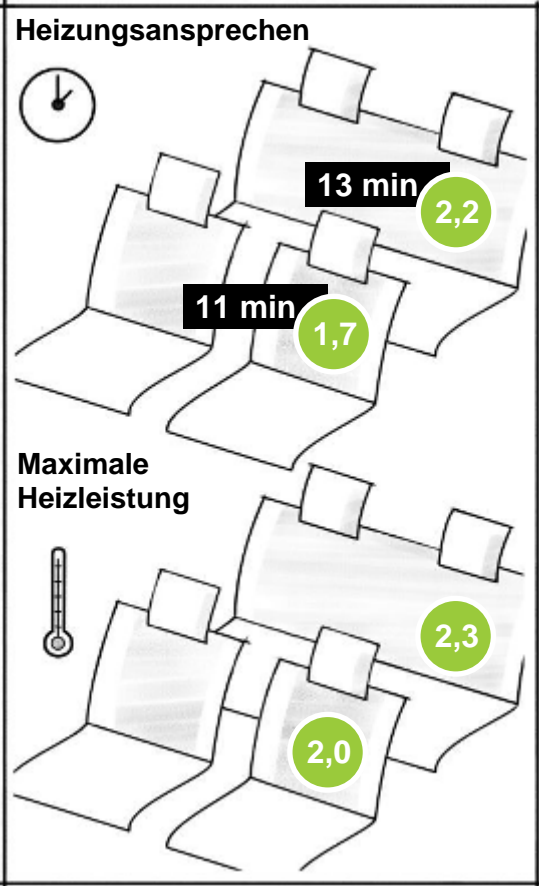 Heizungsansprechen
13 min
2,2
11 min
1,7
Maximale
Heizleistung
2,3
2,0